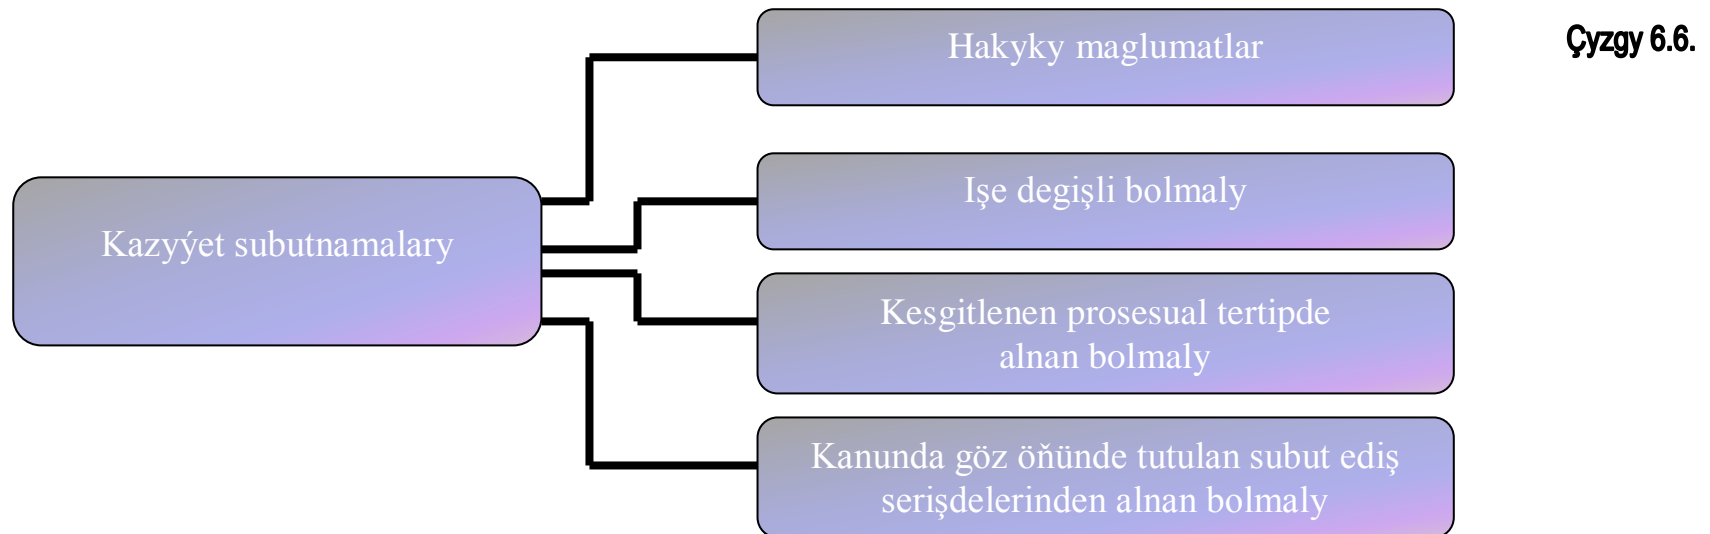 Çyzgy 6.6.
Hakyky maglumatlar
Kazyýet subutnamalary
Işe degişli bolmaly
Kesgitlenen prosesual tertipde
alnan bolmaly
Kanunda göz öňünde tutulan subut ediş
serişdelerinden alnan bolmaly